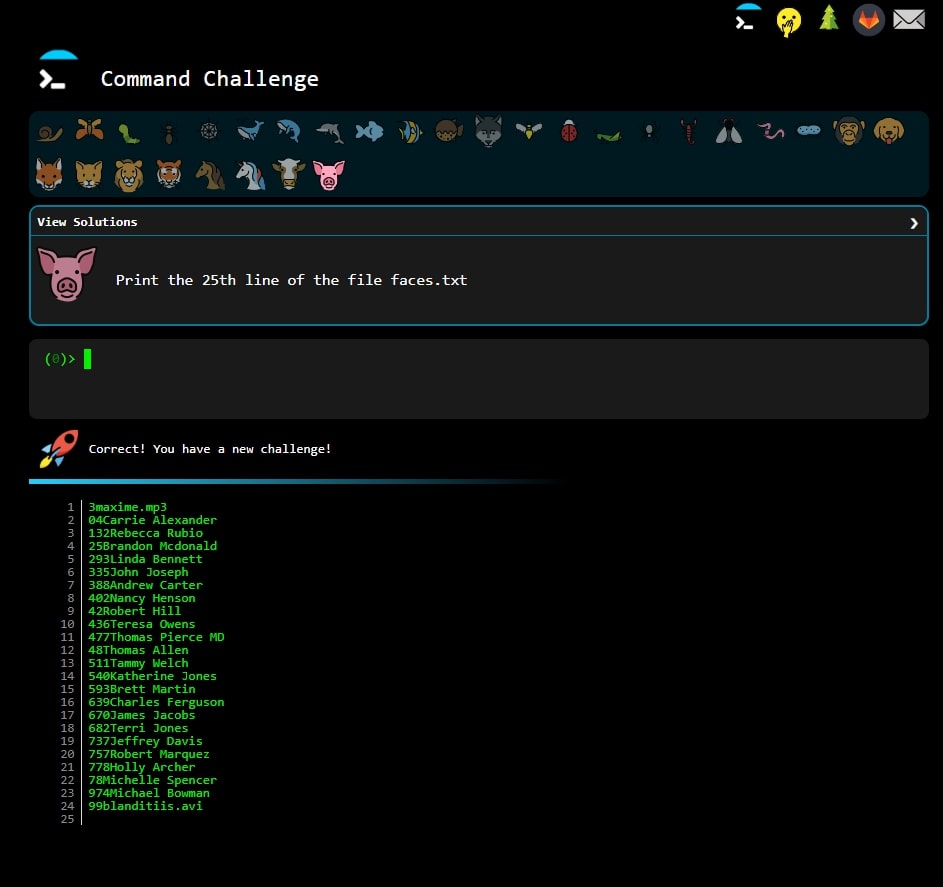 Command Challenge
View Solutions
Print the 25th line of the file faces.txt
(0)>
Correct! You have a new challenge!
1 3maxime.mp3
2 04Carrie Alexander
3 132Rebecca Rubio
4 25Brandon Mcdonald
5 293Linda Bennett
6 335John Joseph
7 388Andrew Carter
8 402Nancy Henson
9 42Robert Hill
10 436Teresa Owens
11 477Thomas Pierce MD
12 48Thomas Allen
13 511Tammy Welch
14 540Katherine Jones
15 593Brett Martin
16 639Charles Ferguson
17 670James Jacobs
18 682Terri Jones
19 737Jeffrey Davis
20 757Robert Marquez
21 778Holly Archer
22 78Michelle Spencer
23 974Michael Bowman
24 99blanditiis.avi
25